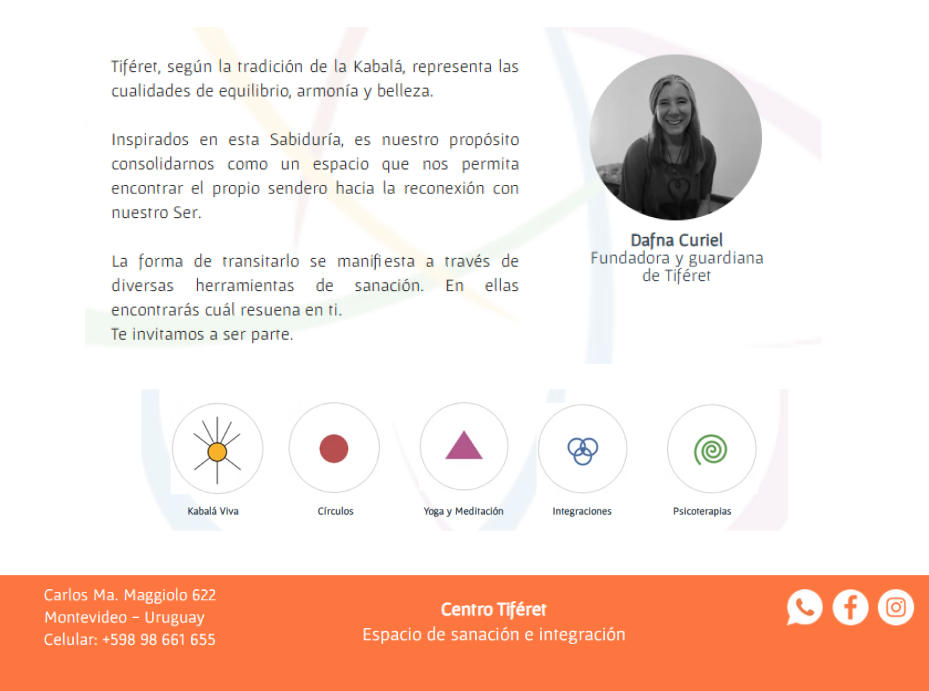 Tiféret, según la tradición de la Kabalá, representa las
cualidades de equilibrio, armonía y belleza.
Inspirados en esta Sabiduría, es nuestro propósito
consolidarnos como un espacio que nos permita
encontrar el propio sendero hacia la reconexión con
nuestro Ser.
La forma de transitarlo se manifiesta a través de
diversas herramientas de sanación. En ellas
encontrarás cuál resuena en ti.
Te invitamos a ser parte.
Dafna Curiel
Fundadora y guardiana
de Tiféret
Kabalá Viva
Círculos
Yoga y Meditación
Integraciones
Psicoterapias
Carlos Ma. Maggiolo 622
Montevideo – Uruguay
Celular: +598 98 661 655
Centro Tiféret
Espacio de sanación e integración